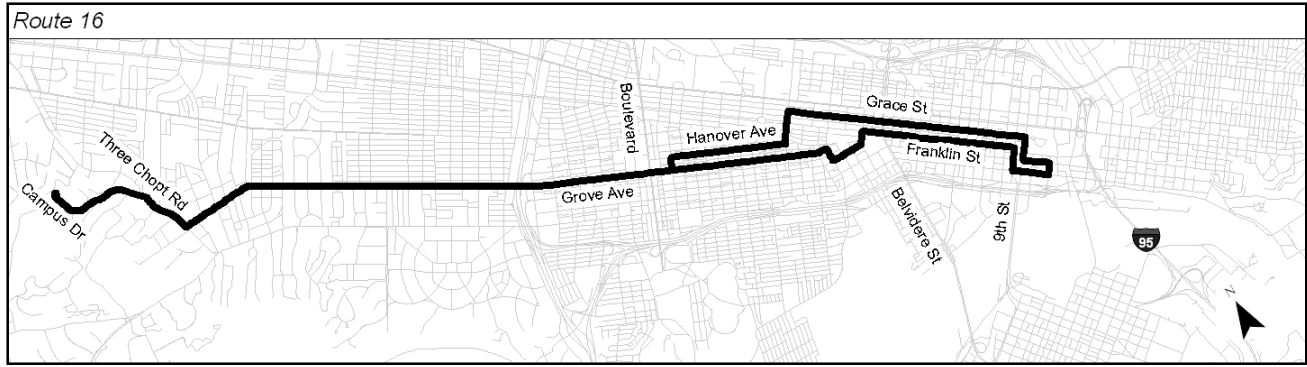 Route 16
Grace St
Boulevard
Hanover Ave
Three Chopt Rd
Franklin St
Grove Ave
Campus Dr
Belvidere St
9th St
95
N